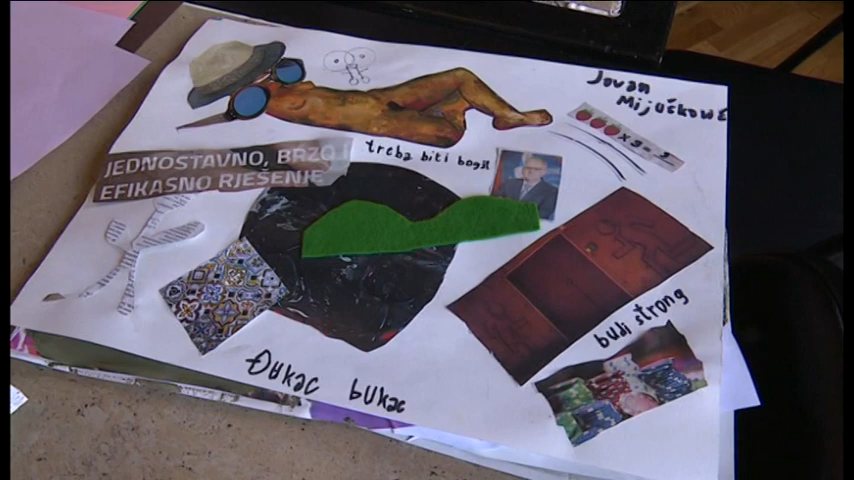 Jovan
Mijučković
JEDNOSTAVNO, BRZO I
EFIKASNO RJEŠENJE
treba biti bogat
budi strong
Đukac bukac